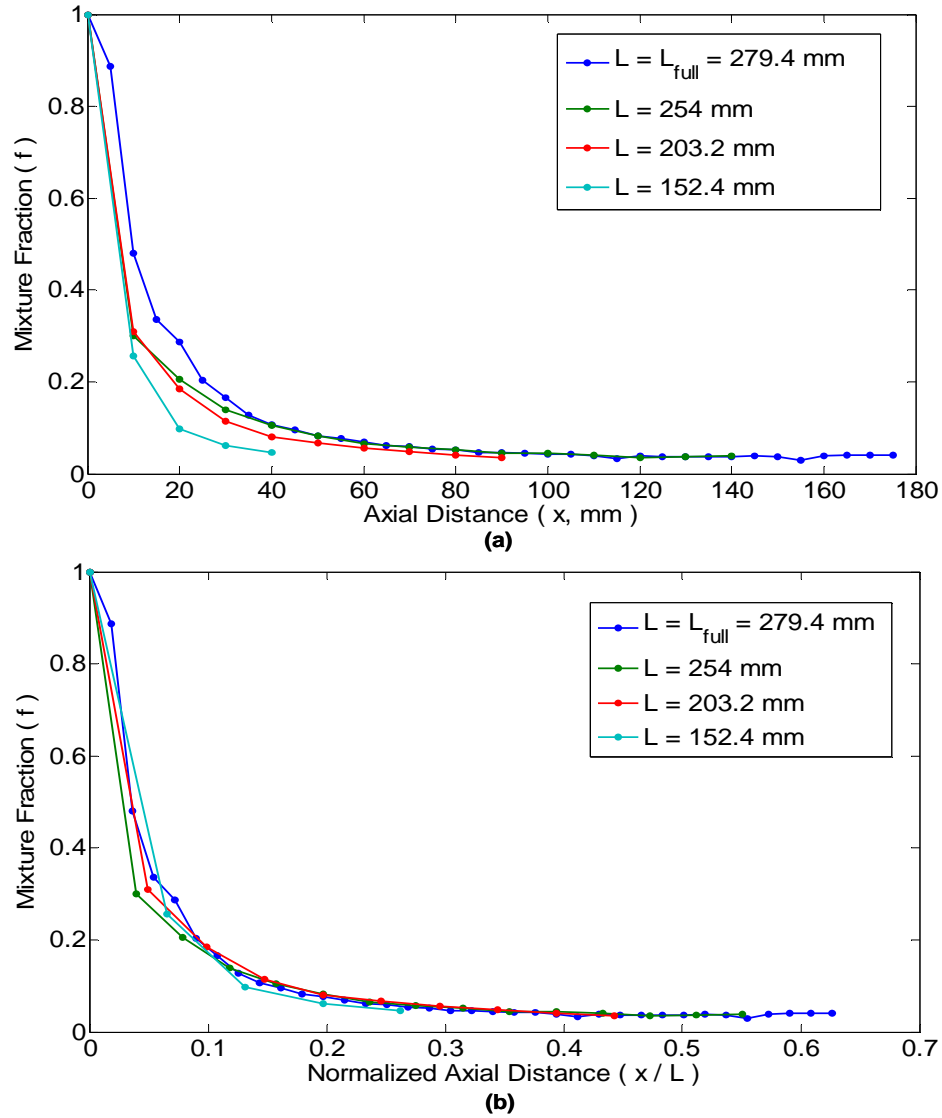 1
0.8
0.6
0.4
0.2
0
Mixture Fraction ( f )
L = L_full = 279.4 mm
L = 254 mm
L = 203.2 mm
L = 152.4 mm
0 20 40 60 80 100 120 140 160 180
Axial Distance ( x, mm )
(a)
1
0.8
0.6
0.4
0.2
0
Mixture Fraction ( f )
L = L_full = 279.4 mm
L = 254 mm
L = 203.2 mm
L = 152.4 mm
0 0.1 0.2 0.3 0.4 0.5 0.6 0.7
Normalized Axial Distance ( x / L )
(b)